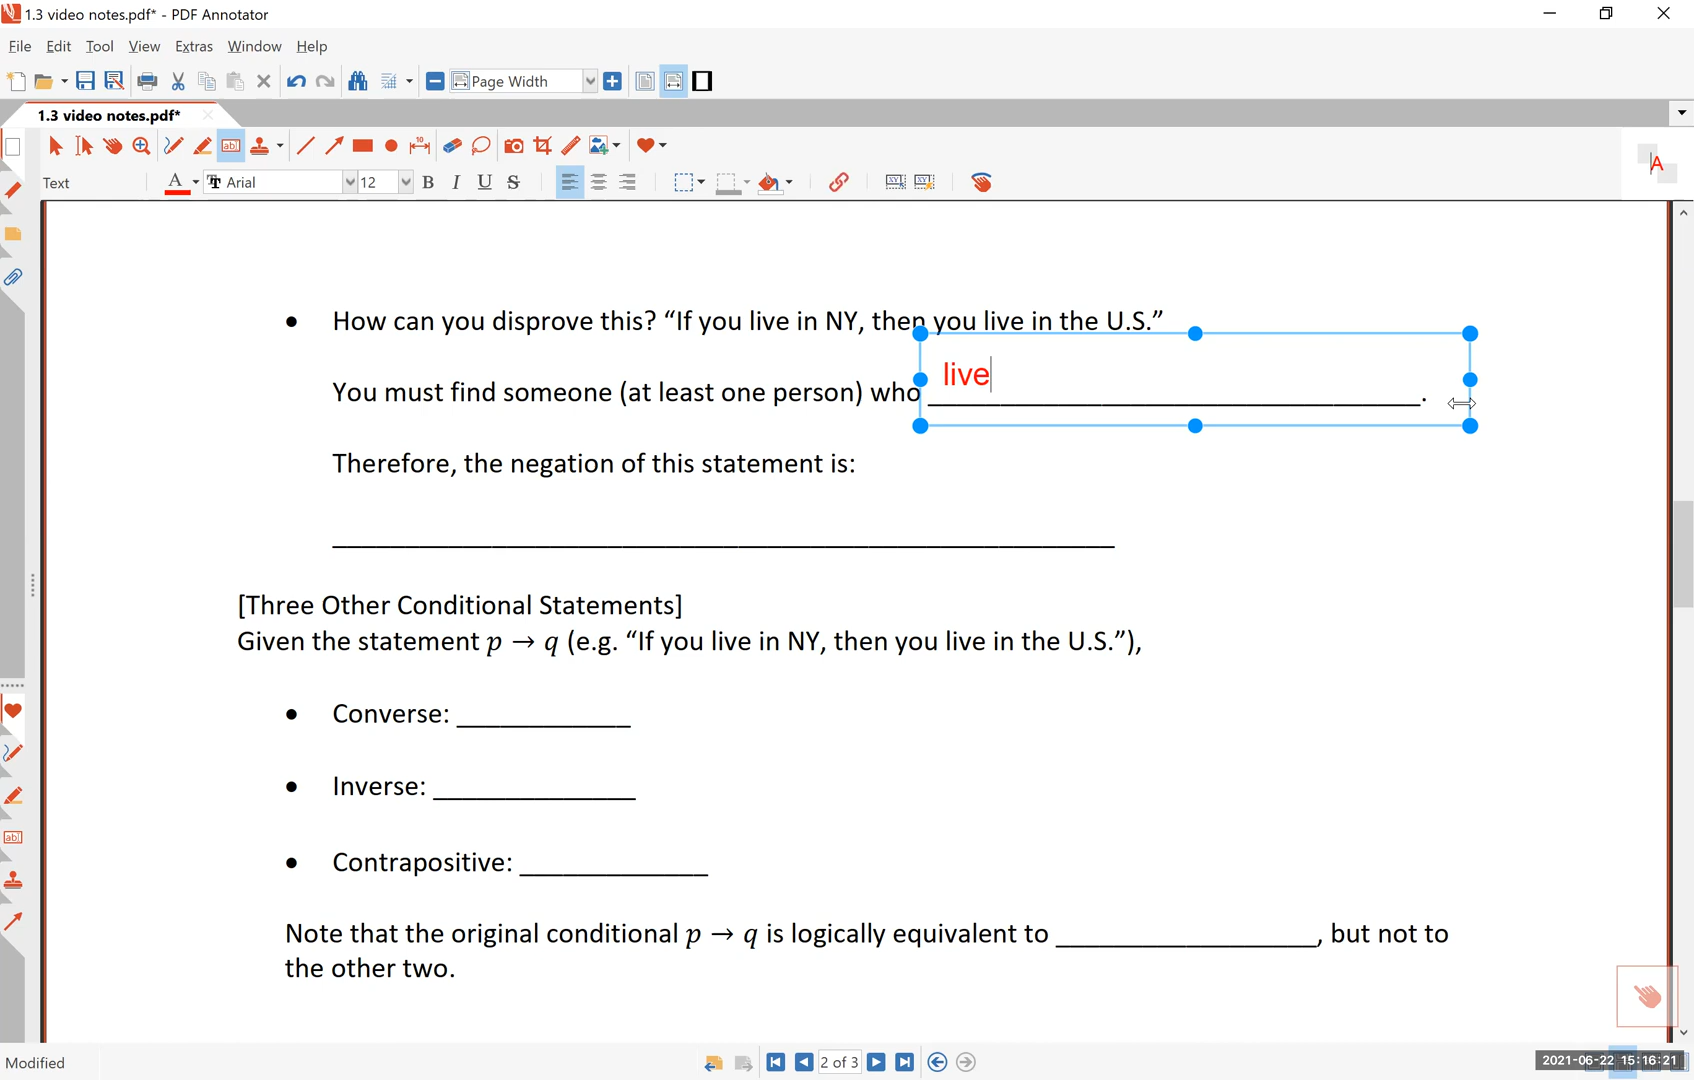 1.3 video notes.pdf* - PDF Annotator
File Edit Tool View Extras Window Help
Page Width
1.3 video notes.pdf*
Text A Arial 12 B I U S
A
How can you disprove this? “If you live in NY, then you live in the U.S.”
live
You must find someone (at least one person) who ______________________________.
Therefore, the negation of this statement is:
[Three Other Conditional Statements]
Given the statement p → q (e.g. “If you live in NY, then you live in the U.S.”),
• Converse: ____________
• Inverse: ______________
• Contrapositive: _____________
Note that the original conditional p → q is logically equivalent to __________________, but not to
the other two.
Modified
2 of 3
2021-06-22 15:16:21